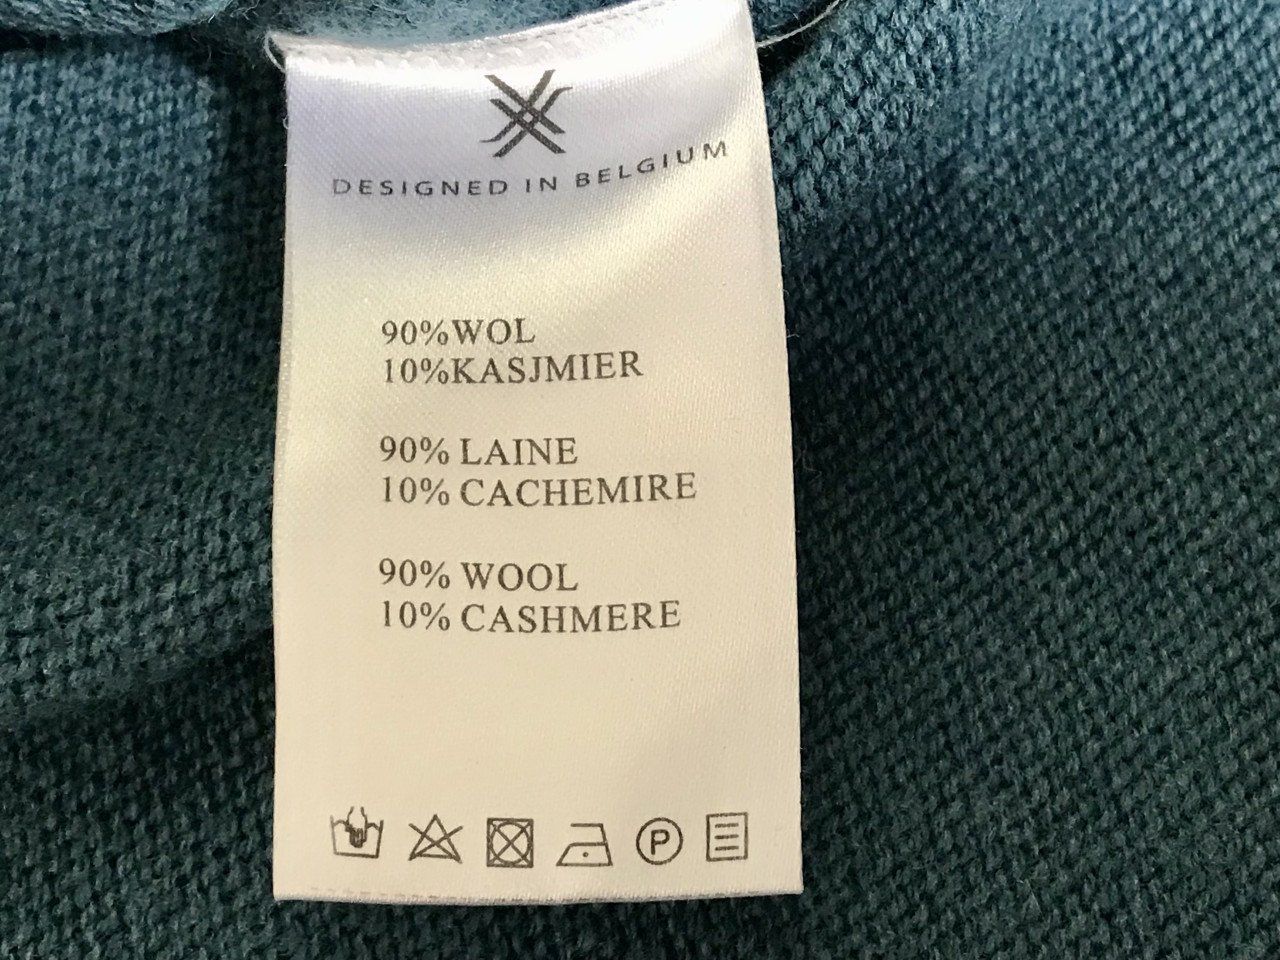 DESIGNED IN BELGIUM
90%WOL
10%KASJMIER
90% LAINE
10% CACHEMIRE
90% WOOL
10% CASHMERE
P